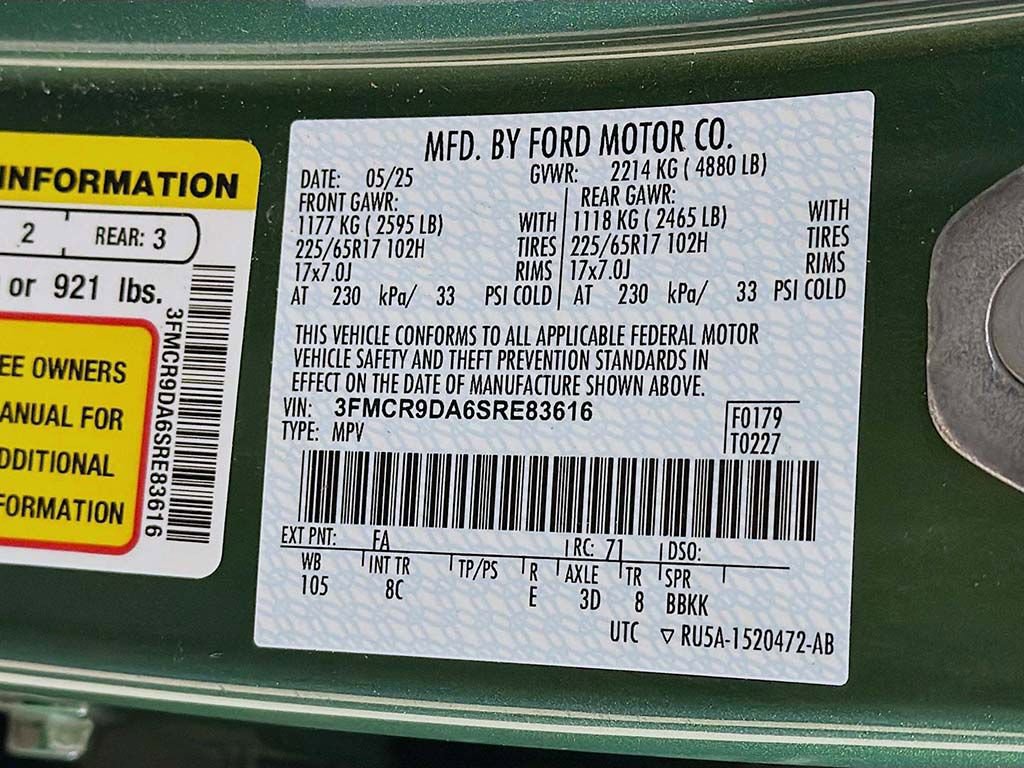 INFORMATION
2 REAR: 3
or 921 lbs.
EE OWNERS
ANUAL FOR
DDITIONAL
FORMATION
3FMCR9DA6SRE83616
MFD. BY FORD MOTOR CO.
DATE: 05/25 GVWR: 2214 KG ( 4880 LB)
FRONT GAWR: REAR GAWR:
1177 KG ( 2595 LB) WITH 1118 KG ( 2465 LB) WITH
225/65R17 102H TIRES 225/65R17 102H TIRES
17x7.0J RIMS 17x7.0J RIMS
AT 230 kPa/ 33 PSI COLD AT 230 kPa/ 33 PSI COLD
THIS VEHICLE CONFORMS TO ALL APPLICABLE FEDERAL MOTOR
VEHICLE SAFETY AND THEFT PREVENTION STANDARDS IN
EFFECT ON THE DATE OF MANUFACTURE SHOWN ABOVE.
VIN: 3FMCR9DA6SRE83616 F0179
TYPE: MPV T0227
EXT PNT: FA RC: 71 DSO:
WB INT TR TP/PS R AXLE TR SPR
105 8C E 3D 8 BBKK
UTC ▽ RU5A-1520472-AB